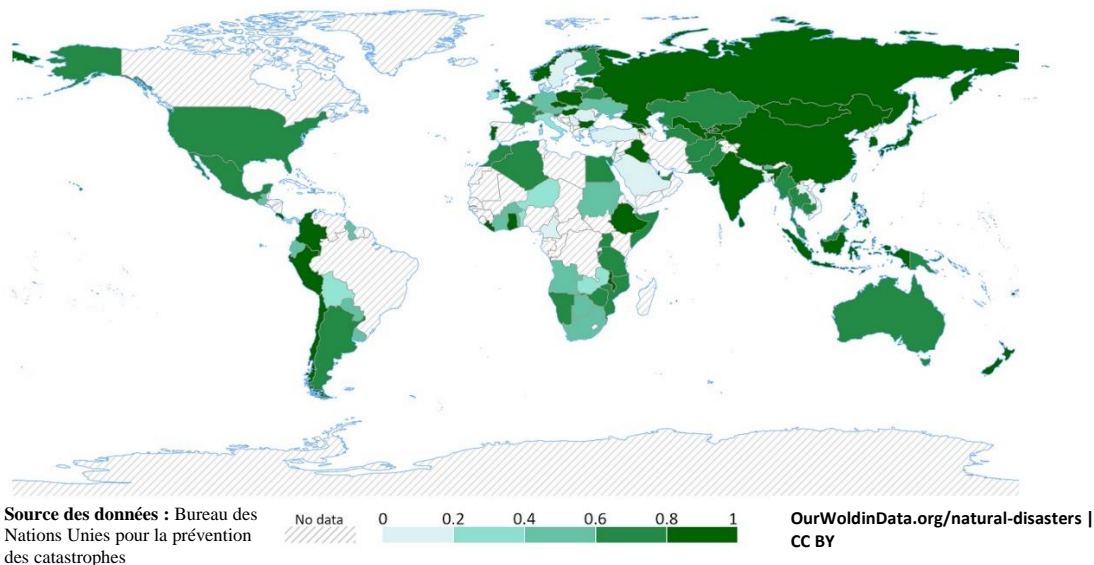 Source des données : Bureau des
Nations Unies pour la prévention
des catastrophes
No data
0 0.2 0.4 0.6 0.8 1
OurWoldinData.org/natural-disasters |
CC BY